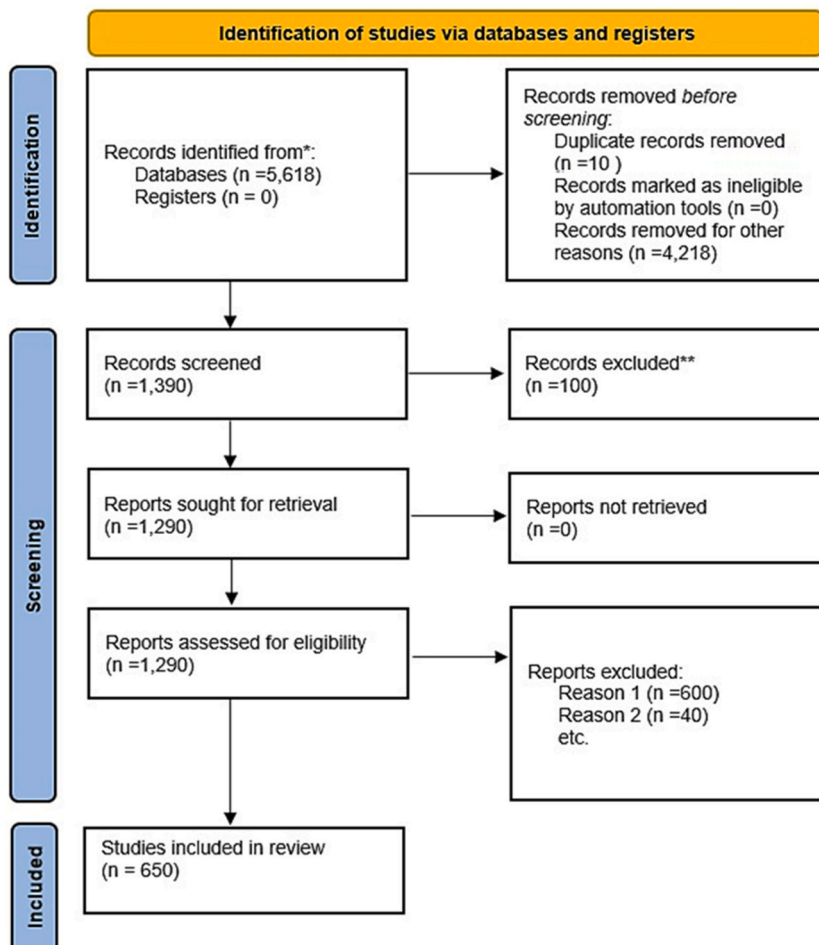 Identification of studies via databases and registers
Identification
Records identified from*:
Databases (n =5,618)
Registers (n = 0)
Records removed before
screening:
Duplicate records removed
(n =10 )
Records marked as ineligible
by automation tools (n =0)
Records removed for other
reasons (n =4,218)
Screening
Records screened
(n =1,390)
Records excluded**
(n =100)
Reports sought for retrieval
(n =1,290)
Reports not retrieved
(n =0)
Reports assessed for eligibility
(n =1,290)
Reports excluded:
Reason 1 (n =600)
Reason 2 (n =40)
etc.
Included
Studies included in review
(n = 650)